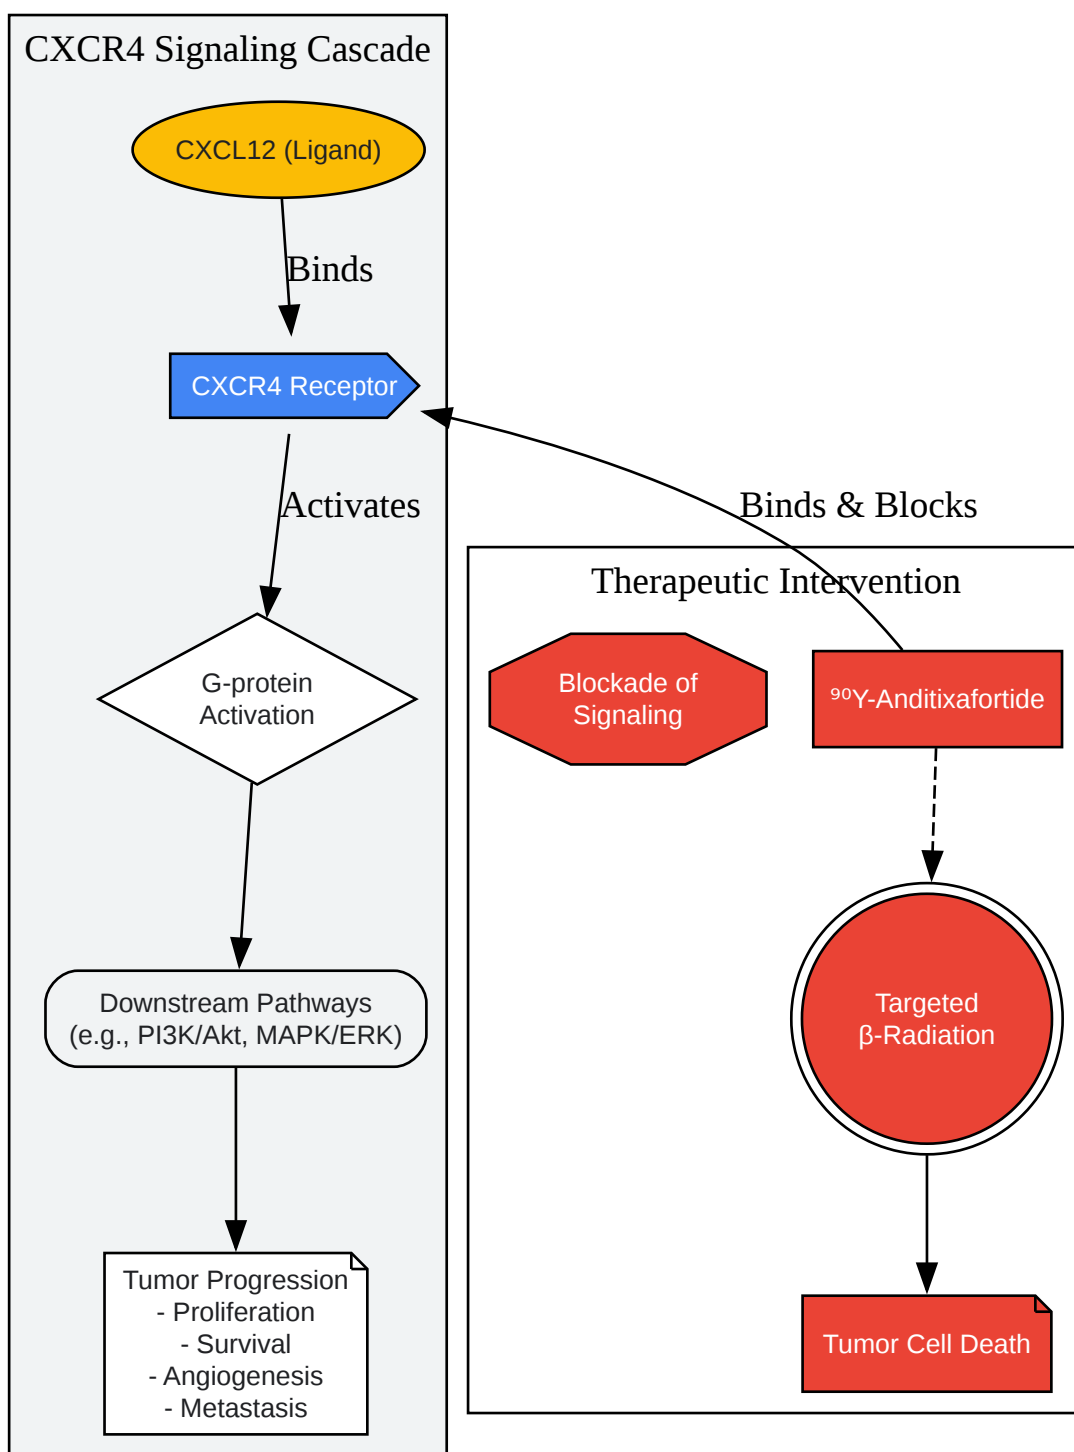 CXCR4 Signaling Cascade
CXCL12 (Ligand)
Binds
CXCR4 Receptor
Activates
G-protein
Activation
Downstream Pathways
(e.g., PI3K/Akt, MAPK/ERK)
Tumor Progression
- Proliferation
- Survival
- Angiogenesis
- Metastasis
Binds & Blocks
Therapeutic Intervention
Blockade of
Signaling
⁹⁰Y-Anditixafortide
Targeted
β-Radiation
Tumor Cell Death